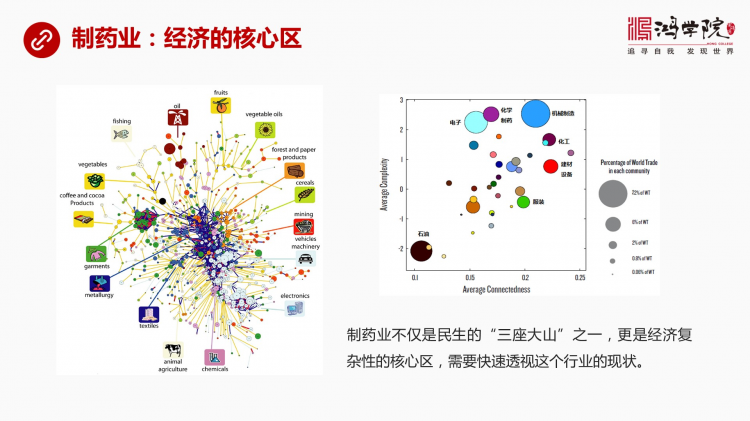 制药业：经济的核心区
鸿学院
HONG COLLEGE
追寻自我 发现世界
fruits
oil
fishing
vegetable oils
vegetables
forest and paper
products
coffee and cocoa
Products
cereals
mining
vehicles
machinery
garments
metallurgy
electronics
textiles
animal
agriculture
chemicals
3
2
1
0
-1
-2
Average Complexity
电子
化学
制药
机械制造
化工
建材
设备
服装
石油
0.1
0.15
0.2
0.25
Average Connectedness
Percentage of World Trade
in each community
22% of WT
8% of WT
2% of WT
0.8% of WT
0.06% of WT
制药业不仅是民生的“三座大山”之一，更是经济复
杂性的核心区，需要快速透视这个行业的现状。